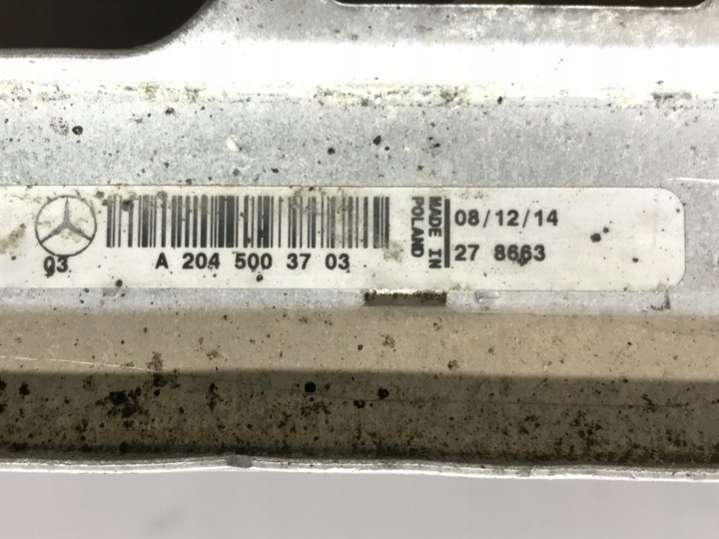 03
A 204 500 37 03
MADE IN
POLAND
08/12/14
27 8663